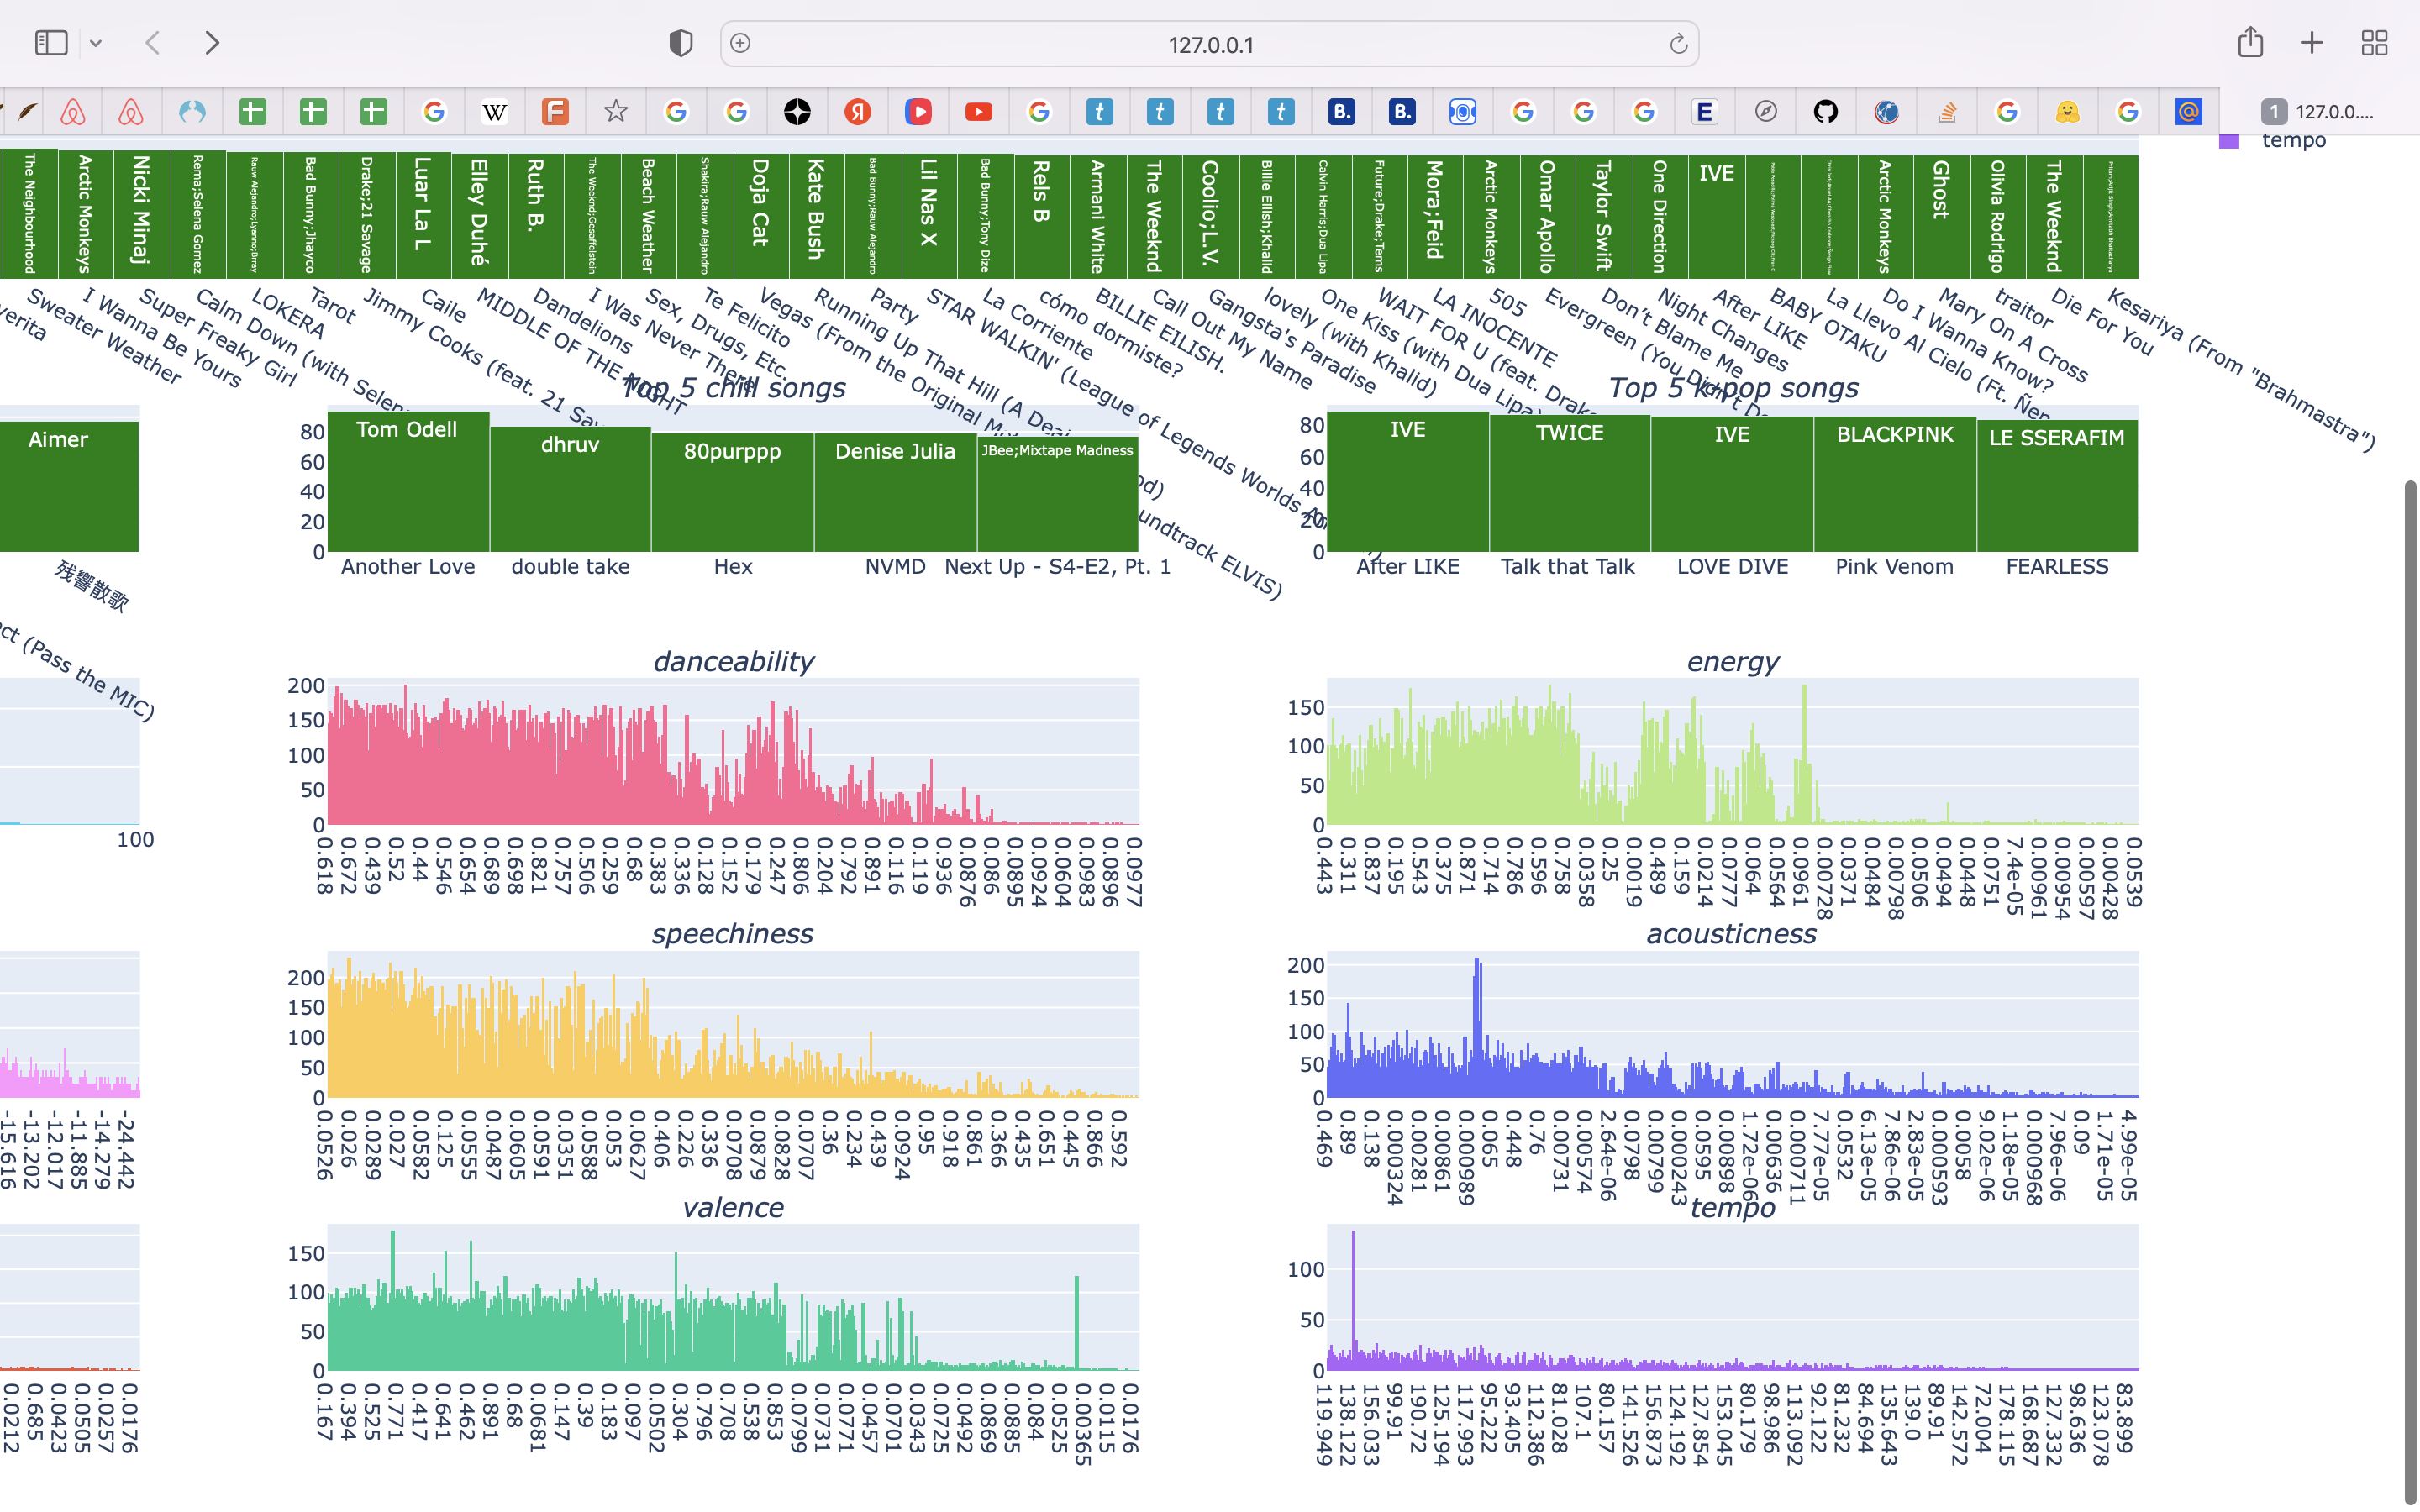 127.0.0.1
1 127.0.0....
tempo
The Neighbourhood
Arctic Monkeys
Nicki Minaj
Rema;Selena Gomez
Rauw Alejandro;Lyanno;Brray
Bad Bunny;Jhayco
Drake;21 Savage
Luar La L
Elley Duhé
Ruth B.
The Weeknd;Gesaffelstein
Beach Weather
Shakira;Rauw Alejandro
Doja Cat
Kate Bush
Bad Bunny;Rauw Alejandro
Lil Nas X
Bad Bunny;Tony Dize
Rels B
Armani White
The Weeknd
Coolio;L.V.
Billie Eilish;Khalid
Calvin Harris;Dua Lipa
Future;Drake;Tems
Mora;Feid
Arctic Monkeys
Omar Apollo
Taylor Swift
One Direction
IVE
Arctic Monkeys
Ghost
Olivia Rodrigo
The Weeknd
Pritam;Arijit Singh;Amitabh Bhattacharya
verita
Sweater Weather
I Wanna Be Yours
Super Freaky Girl
Calm Down (with Selen
LOKERA
Tarot
Jimmy Cooks (feat. 21 Sav
Caile
MIDDLE OF THE NIGHT
Dandelions
I Was Never There
Sex, Drugs, Etc.
Te Felicito
Vegas (From the Original Mo
undtrack ELVIS)
Running Up That Hill (A Deal
od)
Party
STAR WALKIN' (League of Legends Worlds An
La Corriente
cómo dormiste?
BILLIE EILISH.
Call Out My Name
Gangsta's Paradise
lovely (with Khalid)
One Kiss (with Dua Lipa)
WAIT FOR U (feat. Drake
LA INOCENTE
505
Evergreen (You Didn't D
Don't Blame Me
Night Changes
After LIKE
BABY OTAKU
La Llevo Al Cielo (Ft. Ñen
Do I Wanna Know?
Mary On A Cross
traitor
Die For You
Kesariya (From "Brahmastra")
Aimer
残響散歌
ect (Pass the MIC)
100
Top 5 chill songs
80
60
40
20
0
Tom Odell
dhruv
80purppp
Denise Julia
JBee;Mixtape Madness
Another Love
double take
Hex
NVMD
Next Up - S4-E2, Pt. 1
Top 5 k-pop songs
80
60
40
20
0
IVE
TWICE
IVE
BLACKPINK
LE SSERAFIM
After LIKE
Talk that Talk
LOVE DIVE
Pink Venom
FEARLESS
danceability
200
150
100
50
0
0.618
0.672
0.439
0.52
0.44
0.546
0.654
0.689
0.698
0.821
0.757
0.506
0.259
0.68
0.383
0.336
0.128
0.152
0.179
0.247
0.806
0.204
0.792
0.891
0.116
0.119
0.936
0.0876
0.086
0.0895
0.0924
0.0604
0.0983
0.0896
0.0977
energy
150
100
50
0
0.443
0.311
0.837
0.195
0.543
0.375
0.871
0.714
0.786
0.596
0.758
0.0358
0.25
0.0019
0.489
0.159
0.0214
0.0777
0.064
0.0564
0.0961
0.00728
0.0371
0.0484
0.00798
0.0506
0.0494
0.0448
0.0751
7.4e-05
0.00961
0.00954
0.00597
0.00428
0.0539
-15.616
-13.202
-12.017
-11.885
-14.279
-24.442
speechiness
200
150
100
50
0
0.0526
0.026
0.0289
0.027
0.0582
0.125
0.0555
0.0487
0.0605
0.0591
0.0351
0.0588
0.053
0.0627
0.406
0.226
0.336
0.0708
0.0879
0.0828
0.0707
0.36
0.234
0.439
0.0924
0.95
0.918
0.861
0.366
0.435
0.651
0.445
0.866
0.592
acousticness
200
150
100
50
0
0.469
0.89
0.138
0.000324
0.00281
0.00861
0.000989
0.065
0.448
0.76
0.00731
0.00574
2.64e-06
0.0798
0.00799
0.000243
0.0595
0.00898
1.72e-06
0.00636
0.000711
7.77e-05
0.0532
6.13e-05
7.86e-06
2.83e-05
0.000593
0.0058
9.02e-06
1.18e-05
0.000968
7.96e-06
0.09
1.71e-05
4.99e-05
0.0212
0.685
0.0423
0.0505
0.0257
0.0176
valence
150
100
50
0
0.167
0.394
0.525
0.771
0.417
0.641
0.462
0.891
0.68
0.0681
0.147
0.39
0.183
0.0997
0.0502
0.304
0.796
0.708
0.538
0.853
0.0799
0.0731
0.0771
0.0457
0.0701
0.0343
0.0725
0.0492
0.0869
0.0885
0.084
0.0525
0.00365
0.0115
0.0176
tempo
100
50
0
119.949
138.122
156.033
99.91
190.72
125.194
117.993
95.222
93.405
112.386
81.028
107.1
80.157
141.526
156.873
124.192
127.854
153.045
80.179
98.986
113.092
92.122
81.232
84.694
135.643
139.0
89.91
142.572
72.004
178.115
168.687
127.332
98.636
123.078
83.899